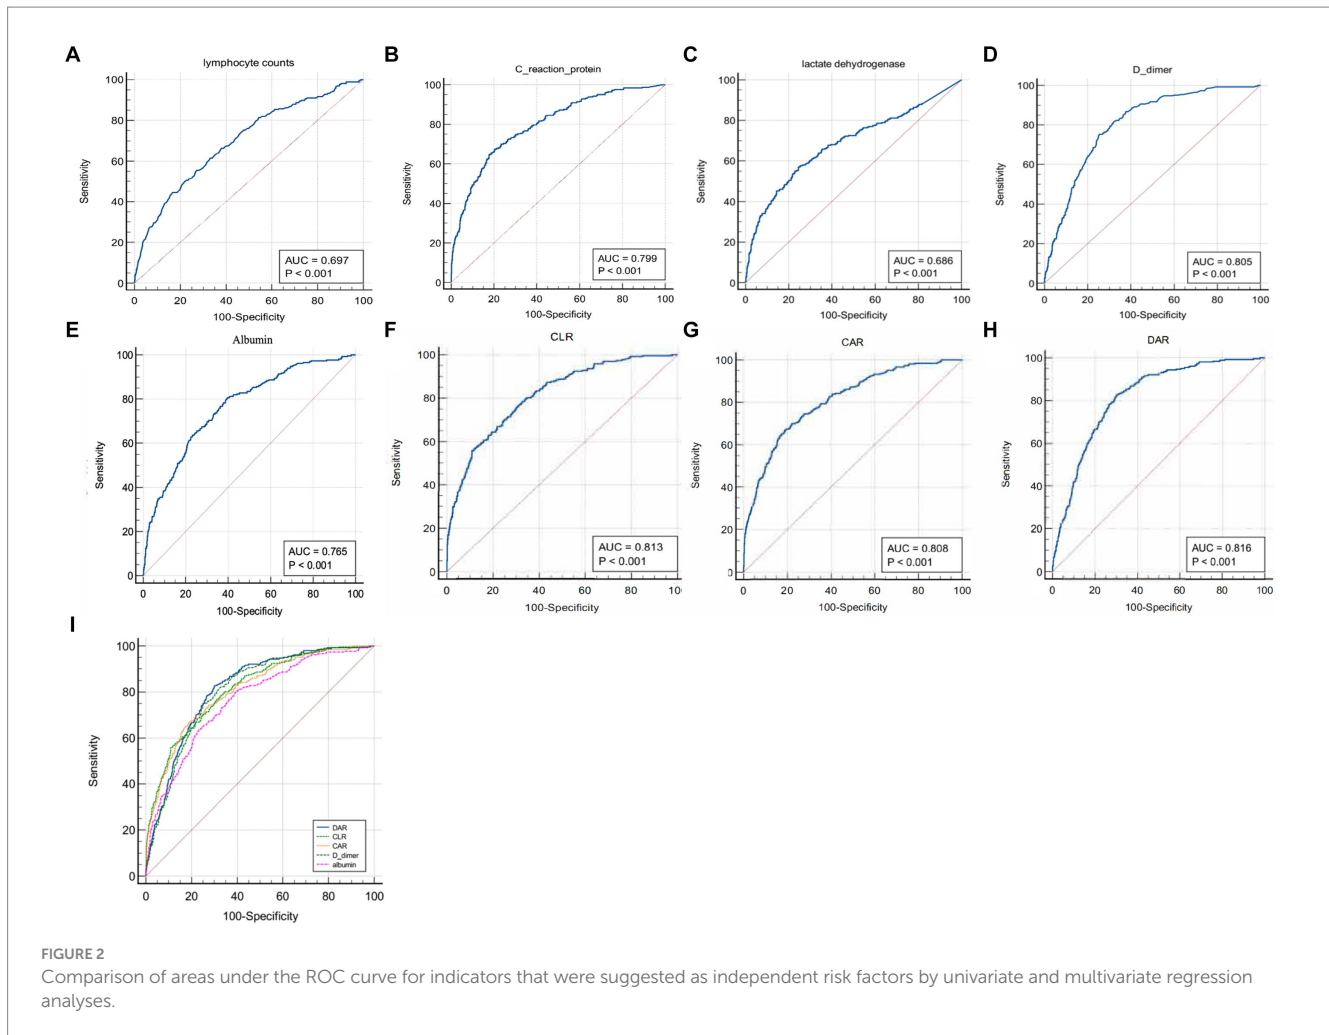 A
lymphocyte counts
100
80
60
40
20
0
Sensitivity
0 20 40 60 80 100
100-Specificity
AUC = 0.697
P < 0.001
B
C_reaction_protein
100
80
60
40
20
0
Sensitivity
0 20 40 60 80 100
100-Specificity
AUC = 0.799
P < 0.001
C
lactate dehydrogenase
100
80
60
40
20
0
Sensitivity
0 20 40 60 80 100
100-Specificity
AUC = 0.686
P < 0.001
D
D_dimer
100
80
60
40
20
0
Sensitivity
0 20 40 60 80 100
100-Specificity
AUC = 0.805
P < 0.001
E
Albumin
100
80
60
40
20
0
Sensitivity
0 20 40 60 80 100
100-Specificity
AUC = 0.765
P < 0.001
F
CLR
100
80
60
40
20
0
Sensitivity
0 20 40 60 80 100
100-Specificity
AUC = 0.813
P < 0.001
G
CAR
100
80
60
40
20
0
Sensitivity
0 20 40 60 80 100
100-Specificity
AUC = 0.808
P < 0.001
H
DAR
100
80
60
40
20
0
Sensitivity
0 20 40 60 80 100
100-Specificity
AUC = 0.816
P < 0.001
I
100
80
60
40
20
0
Sensitivity
0 20 40 60 80 100
100-Specificity
DAR
CLR
CAR
D_dimer
albumin
FIGURE 2
Comparison of areas under the ROC curve for indicators that were suggested as independent risk factors by univariate and multivariate regression
analyses.